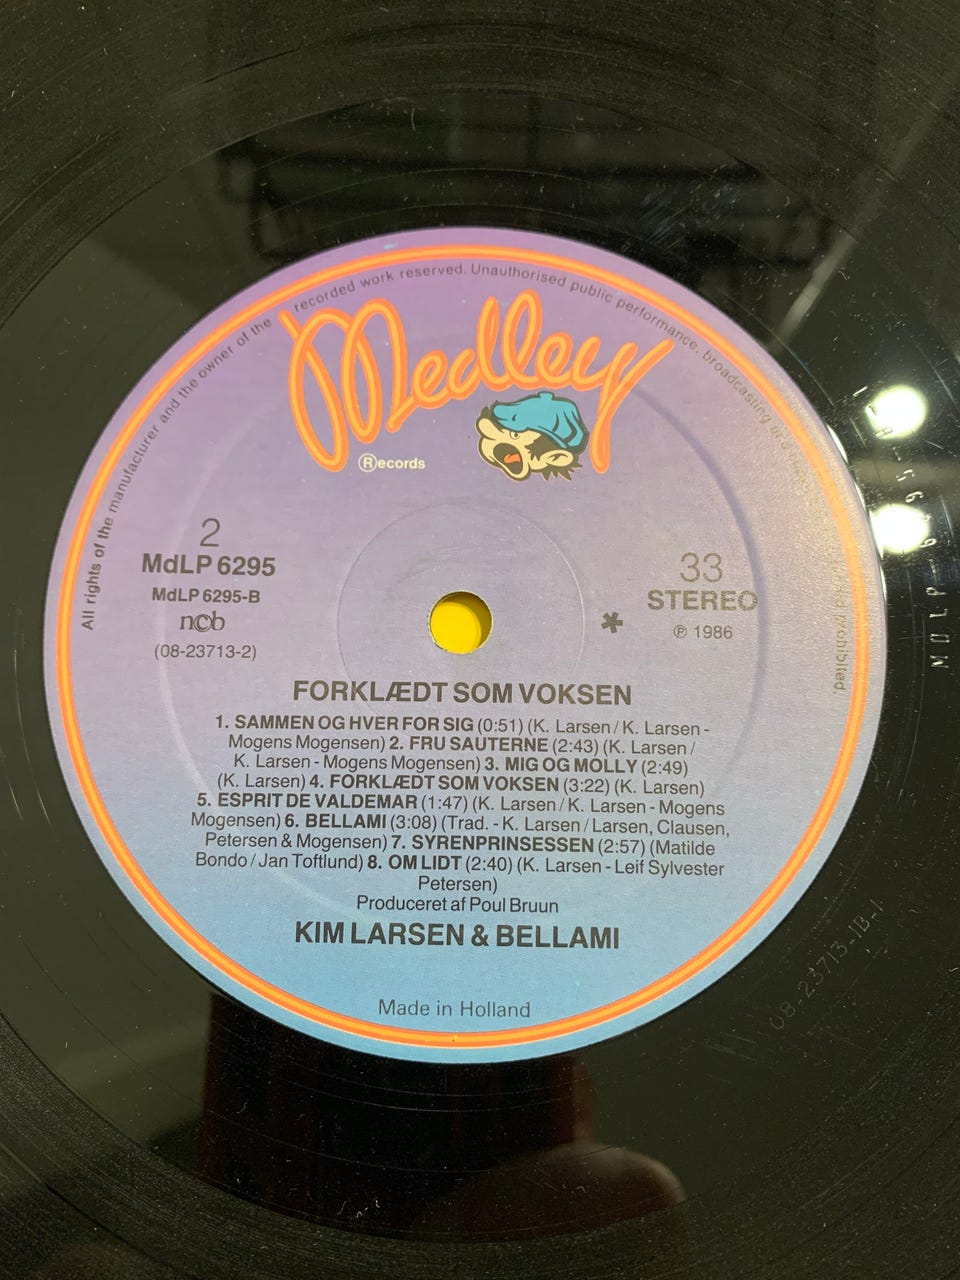 All rights of the manufacturer and the owner of the recorded work reserved. Unauthorised public performance, broadcasting and prohibited.
Medley
Ⓡecords
2
MdLP 6295
MdLP 6295-B
ncb
(08-23713-2)
33
STEREO
* ℗ 1986
FORKLÆDT SOM VOKSEN
1. SAMMEN OG HVER FOR SIG (0:51) (K. Larsen / K. Larsen -
Mogens Mogensen) 2. FRU SAUTERNE (2:43) (K. Larsen /
K. Larsen - Mogens Mogensen) 3. MIG OG MOLLY (2:49)
(K. Larsen) 4. FORKLÆDT SOM VOKSEN (3:22) (K. Larsen)
5. ESPRIT DE VALDEMAR (1:47) (K. Larsen / K. Larsen - Mogens
Mogensen) 6. BELLAMI (3:08) (Trad. - K. Larsen / Larsen, Clausen,
Petersen & Mogensen) 7. SYRENPRINSESSEN (2:57) (Matilde
Bondo / Jan Toftlund) 8. OM LIDT (2:40) (K. Larsen - Leif Sylvester
Petersen)
Produceret af Poul Bruun
KIM LARSEN & BELLAMI
Made in Holland
08-23713-1B-1